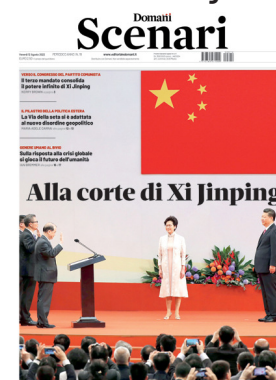 Domani
Scenari
VERSO IL CONGRESSO DEL PARTITO COMUNISTA
Il terzo mandato consolida
il potere infinito di Xi Jinping
IL PILASTRO DELLA POLITICA ESTERA
La Via della seta si è adattata
al nuovo disordine geopolitico
Sulla risposta alla crisi globale
si gioca il futuro dell'umanità
Alla corte di Xi Jinping